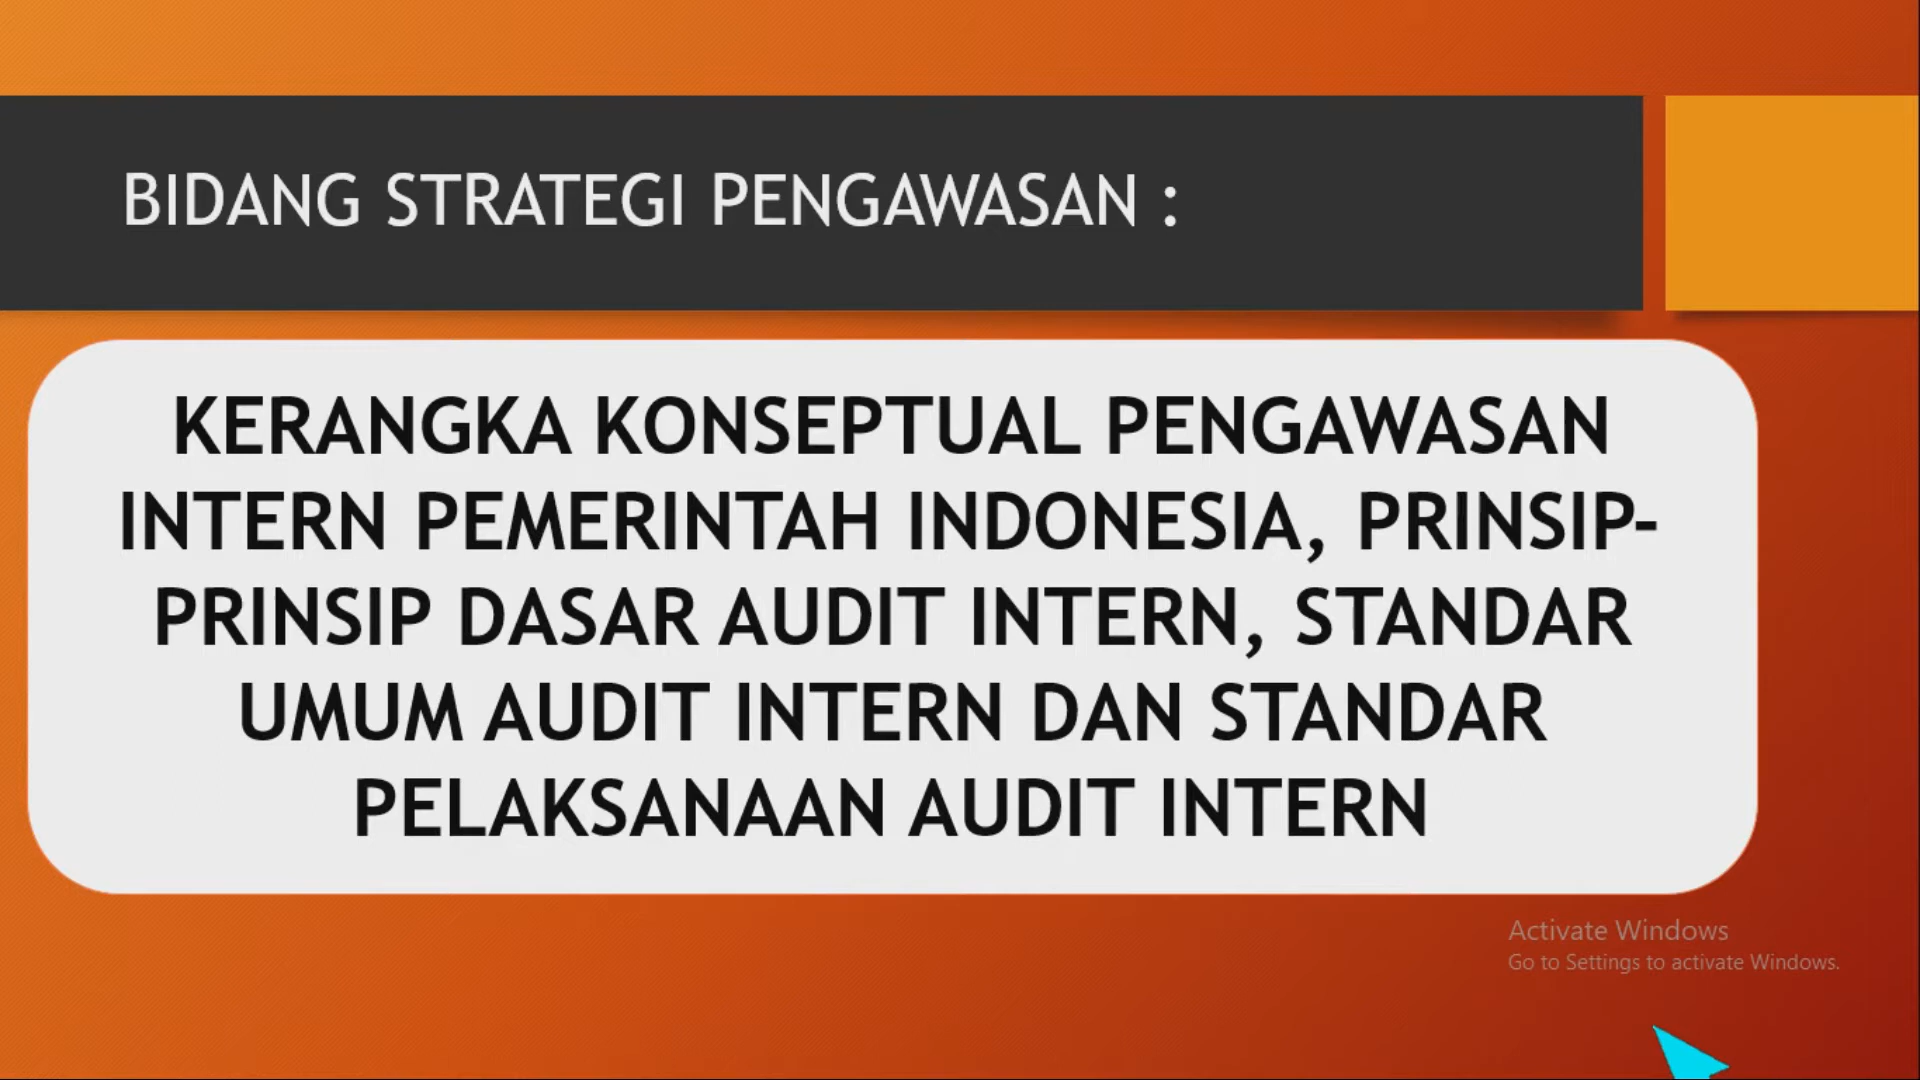 BIDANG STRATEGI PENGAWASAN :
KERANGKA KONSEPTUAL PENGAWASAN
INTERN PEMERINTAH INDONESIA, PRINSIP-
PRINSIP DASAR AUDIT INTERN, STANDAR
UMUM AUDIT INTERN DAN STANDAR
PELAKSANAAN AUDIT INTERN
Activate Windows
Go to Settings to activate Windows.